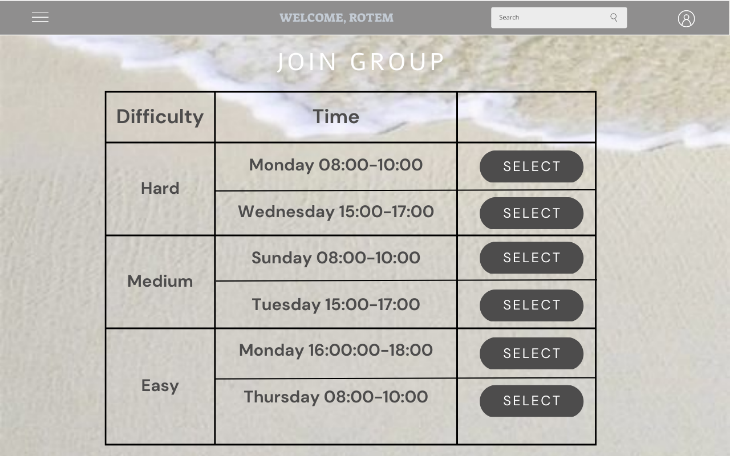 WELCOME, ROTEM
Search
JOIN GROUP
Difficulty Time
Hard
Monday 08:00-10:00 SELECT
Wednesday 15:00-17:00 SELECT
Medium
Sunday 08:00-10:00 SELECT
Tuesday 15:00-17:00 SELECT
Easy
Monday 16:00:00-18:00 SELECT
Thursday 08:00-10:00 SELECT